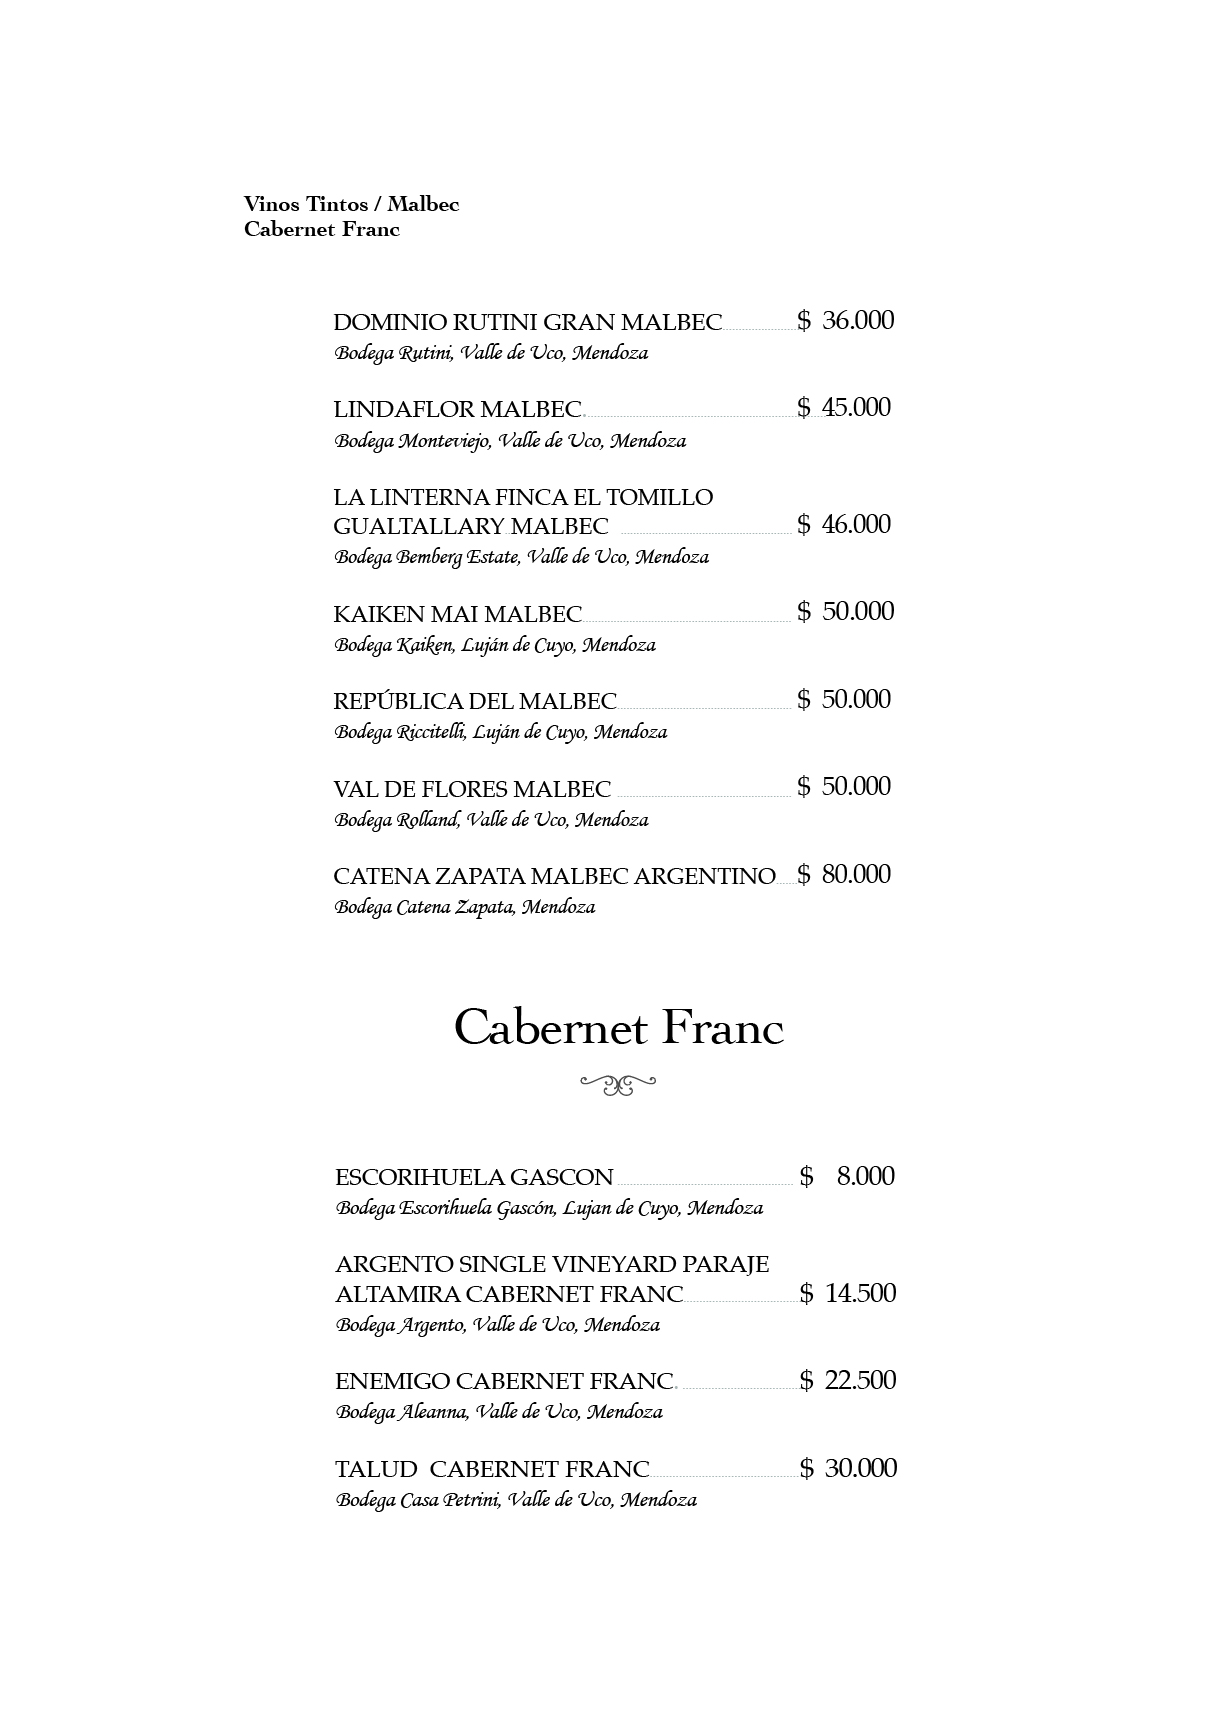 Vinos Tintos / Malbec
Cabernet Franc
DOMINIO RUTINI GRAN MALBEC $ 36.000
Bodega Rutini, Valle de Uco, Mendoza
LINDAFLOR MALBEC $ 45.000
Bodega Monteviejo, Valle de Uco, Mendoza
LA LINTERNA FINCA EL TOMILLO
GUALTALLARY MALBEC $ 46.000
Bodega Bemberg Estate, Valle de Uco, Mendoza
KAIKEN MAI MALBEC $ 50.000
Bodega Kaiken, Luján de Cuyo, Mendoza
REPÚBLICA DEL MALBEC $ 50.000
Bodega Riccitelli, Luján de Cuyo, Mendoza
VAL DE FLORES MALBEC $ 50.000
Bodega Rolland, Valle de Uco, Mendoza
CATENA ZAPATA MALBEC ARGENTINO $ 80.000
Bodega Catena Zapata, Mendoza
Cabernet Franc
ESCORIHUELA GASCON $ 8.000
Bodega Escorihuela Gascón, Lujan de Cuyo, Mendoza
ARGENTO SINGLE VINEYARD PARAJE
ALTAMIRA CABERNET FRANC $ 14.500
Bodega Argento, Valle de Uco, Mendoza
ENEMIGO CABERNET FRANC. $ 22.500
Bodega Aleanna, Valle de Uco, Mendoza
TALUD CABERNET FRANC $ 30.000
Bodega Casa Petrini, Valle de Uco, Mendoza